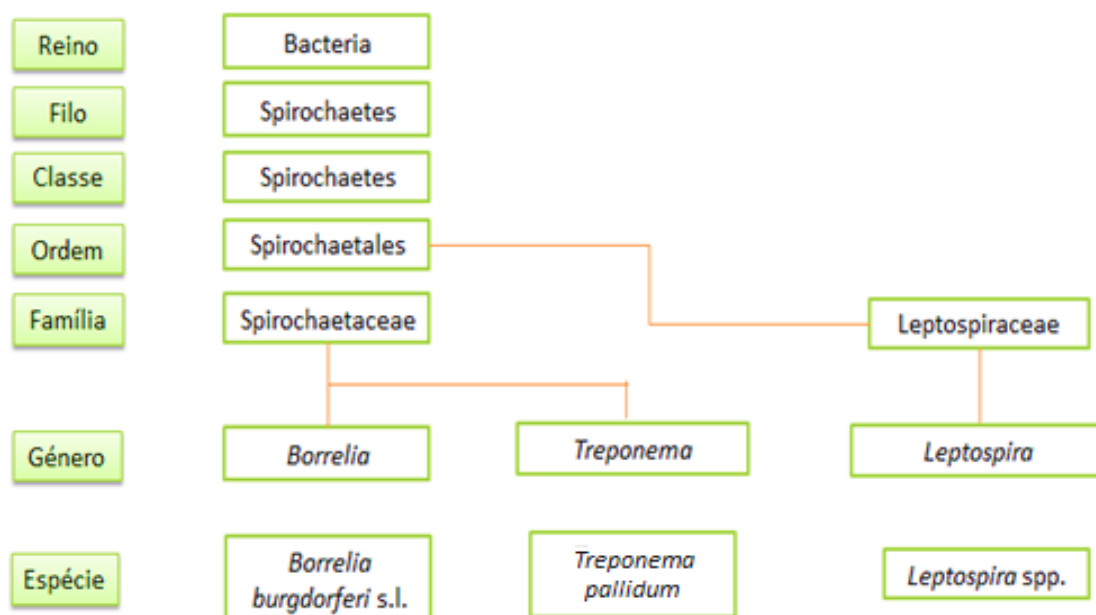 Reino
Bacteria
Filo
Spirochaetes
Classe
Spirochaetes
Ordem
Spirochaetales
Família
Spirochaetaceae
Leptospiraceae
Género
Borrelia
Treponema
Leptospira
Espécie
Borrelia
burgdorferi s.l.
Treponema
pallidum
Leptospira spp.